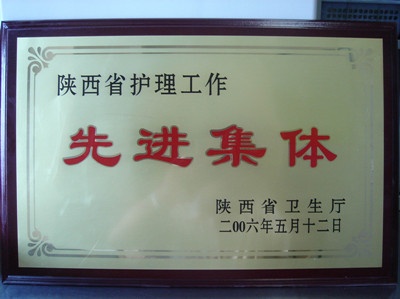 陕西省护理工作
先进集体
陕西省卫生厅
二00六年五月十二日